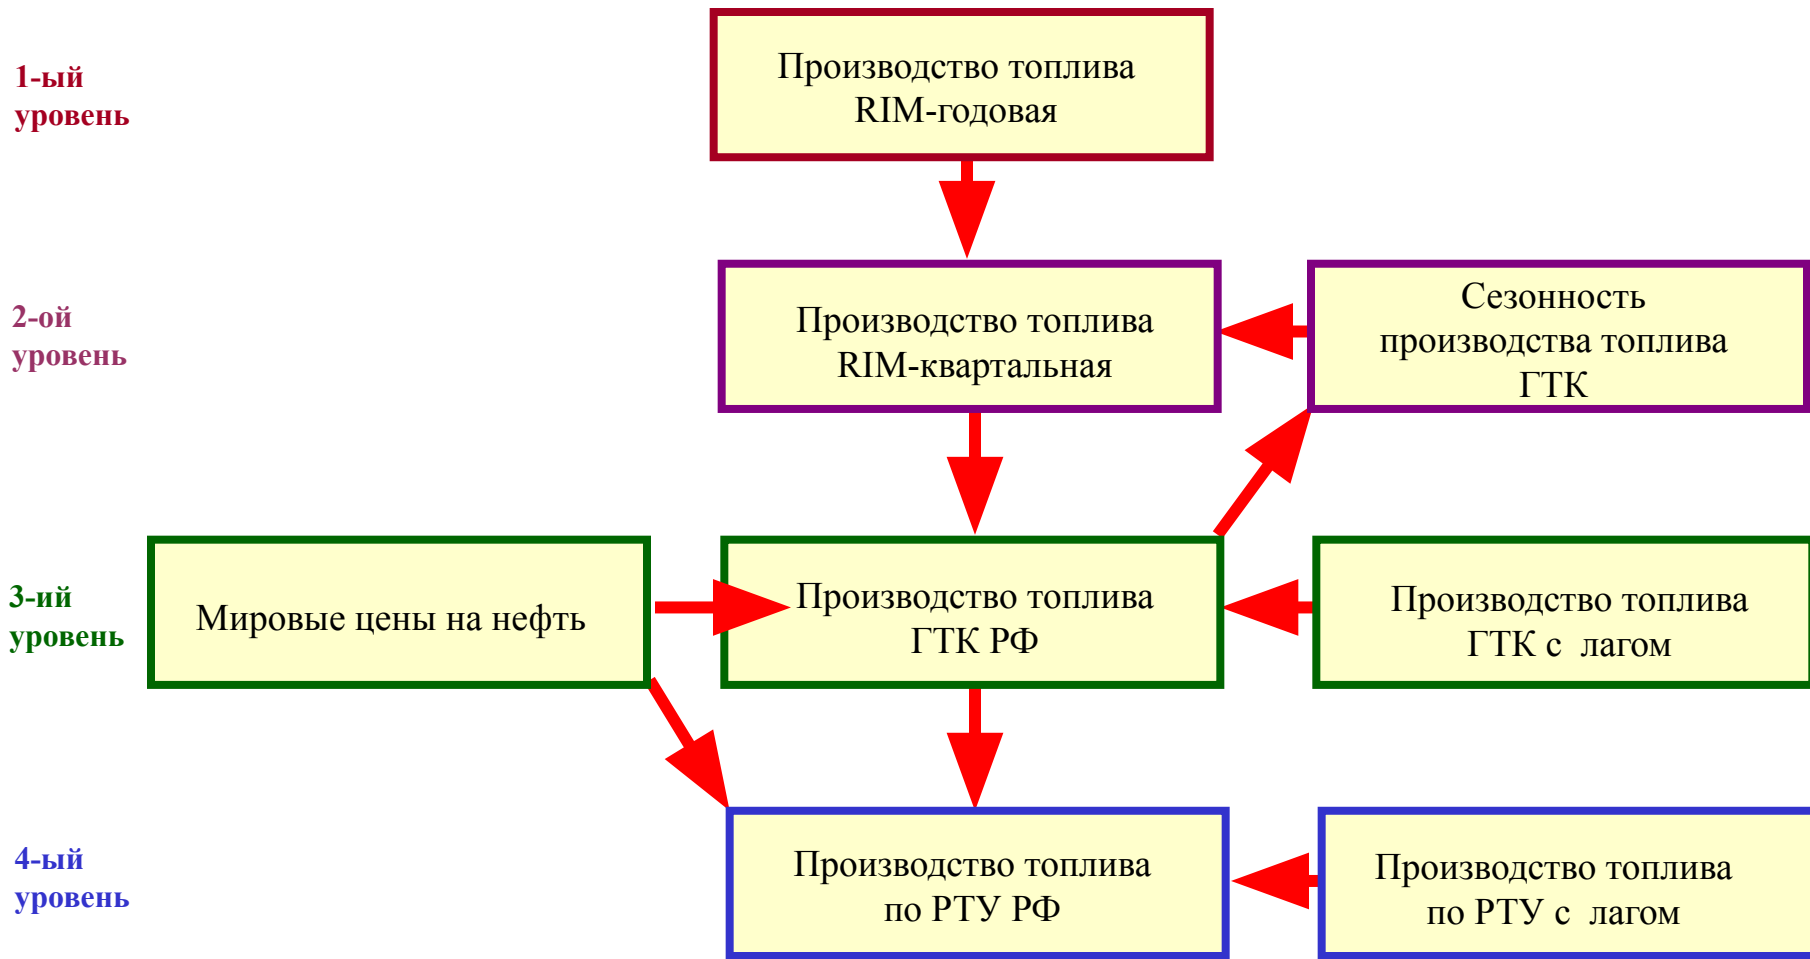 1-ый
уровень
Производство топлива
RIM-годовая
2-ой
уровень
Производство топлива
RIM-квартальная
Сезонность
производства топлива
ГТК
3-ий
уровень
Мировые цены на нефть
Производство топлива
ГТК РФ
Производство топлива
ГТК с лагом
4-ый
уровень
Производство топлива
по РТУ РФ
Производство топлива
по РТУ с лагом